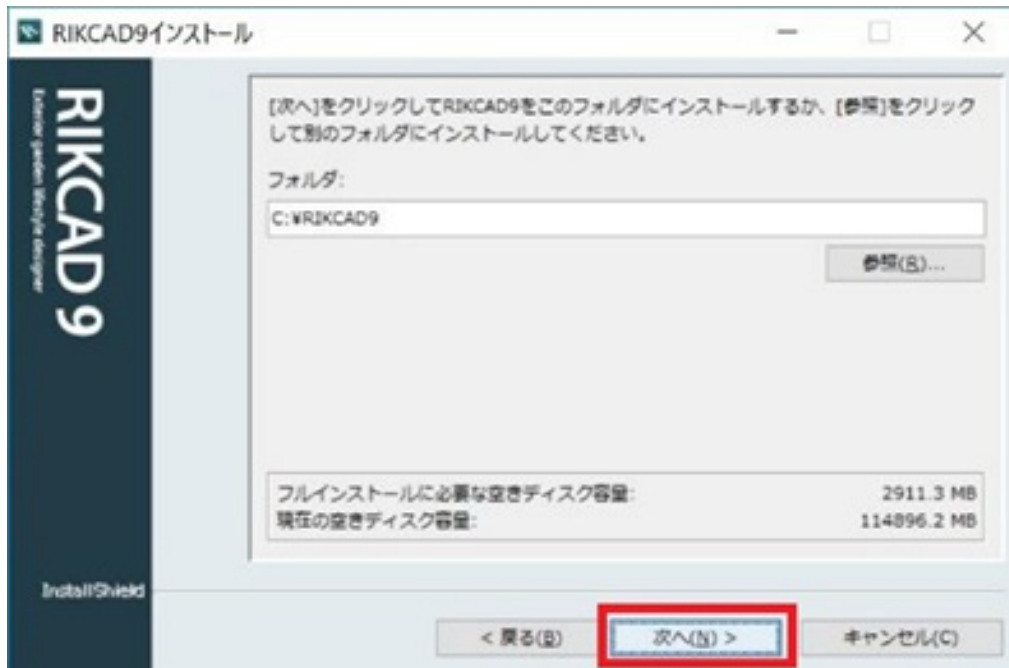 RIKCAD9インストール
RIKCAD 9
Exterior garden lifestyle designer
[次へ]をクリックしてRIKCAD9をこのフォルダにインストールするか、[参照]をクリック
して別のフォルダにインストールしてください。
フォルダ:
C:¥RIKCAD9
参照(R)...
フルインストールに必要な空きディスク容量: 2911.3 MB
現在の空きディスク容量: 114896.2 MB
InstallShield
< 戻る(B) 次へ(N) > キャンセル(C)